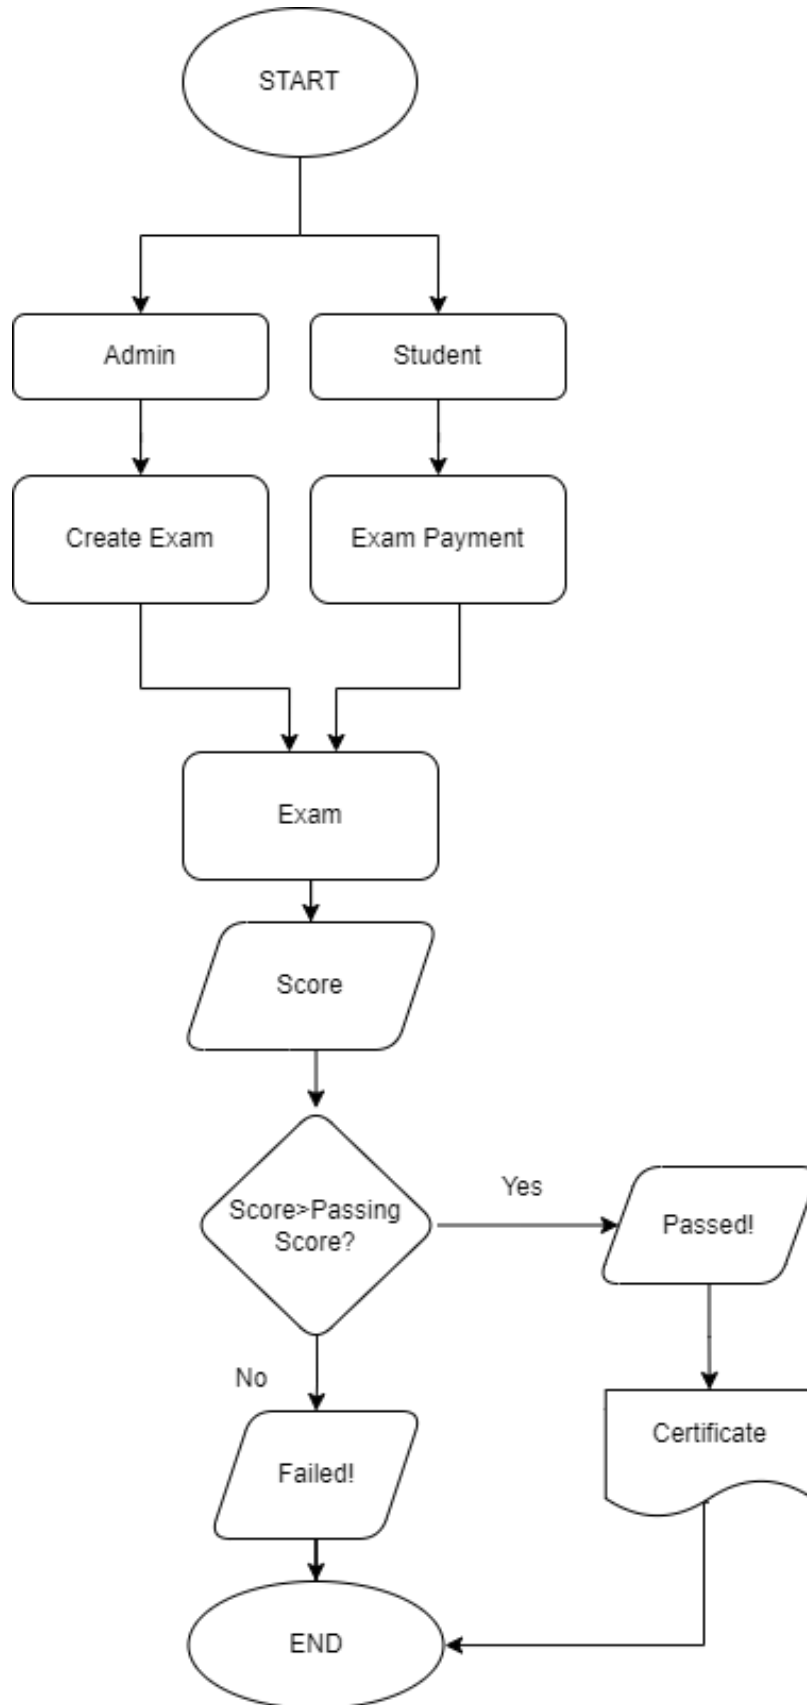 START
Admin
Student
Create Exam
Exam Payment
Exam
Score
Score>Passing
Score?
Yes
Passed!
No
Certificate
Failed!
END